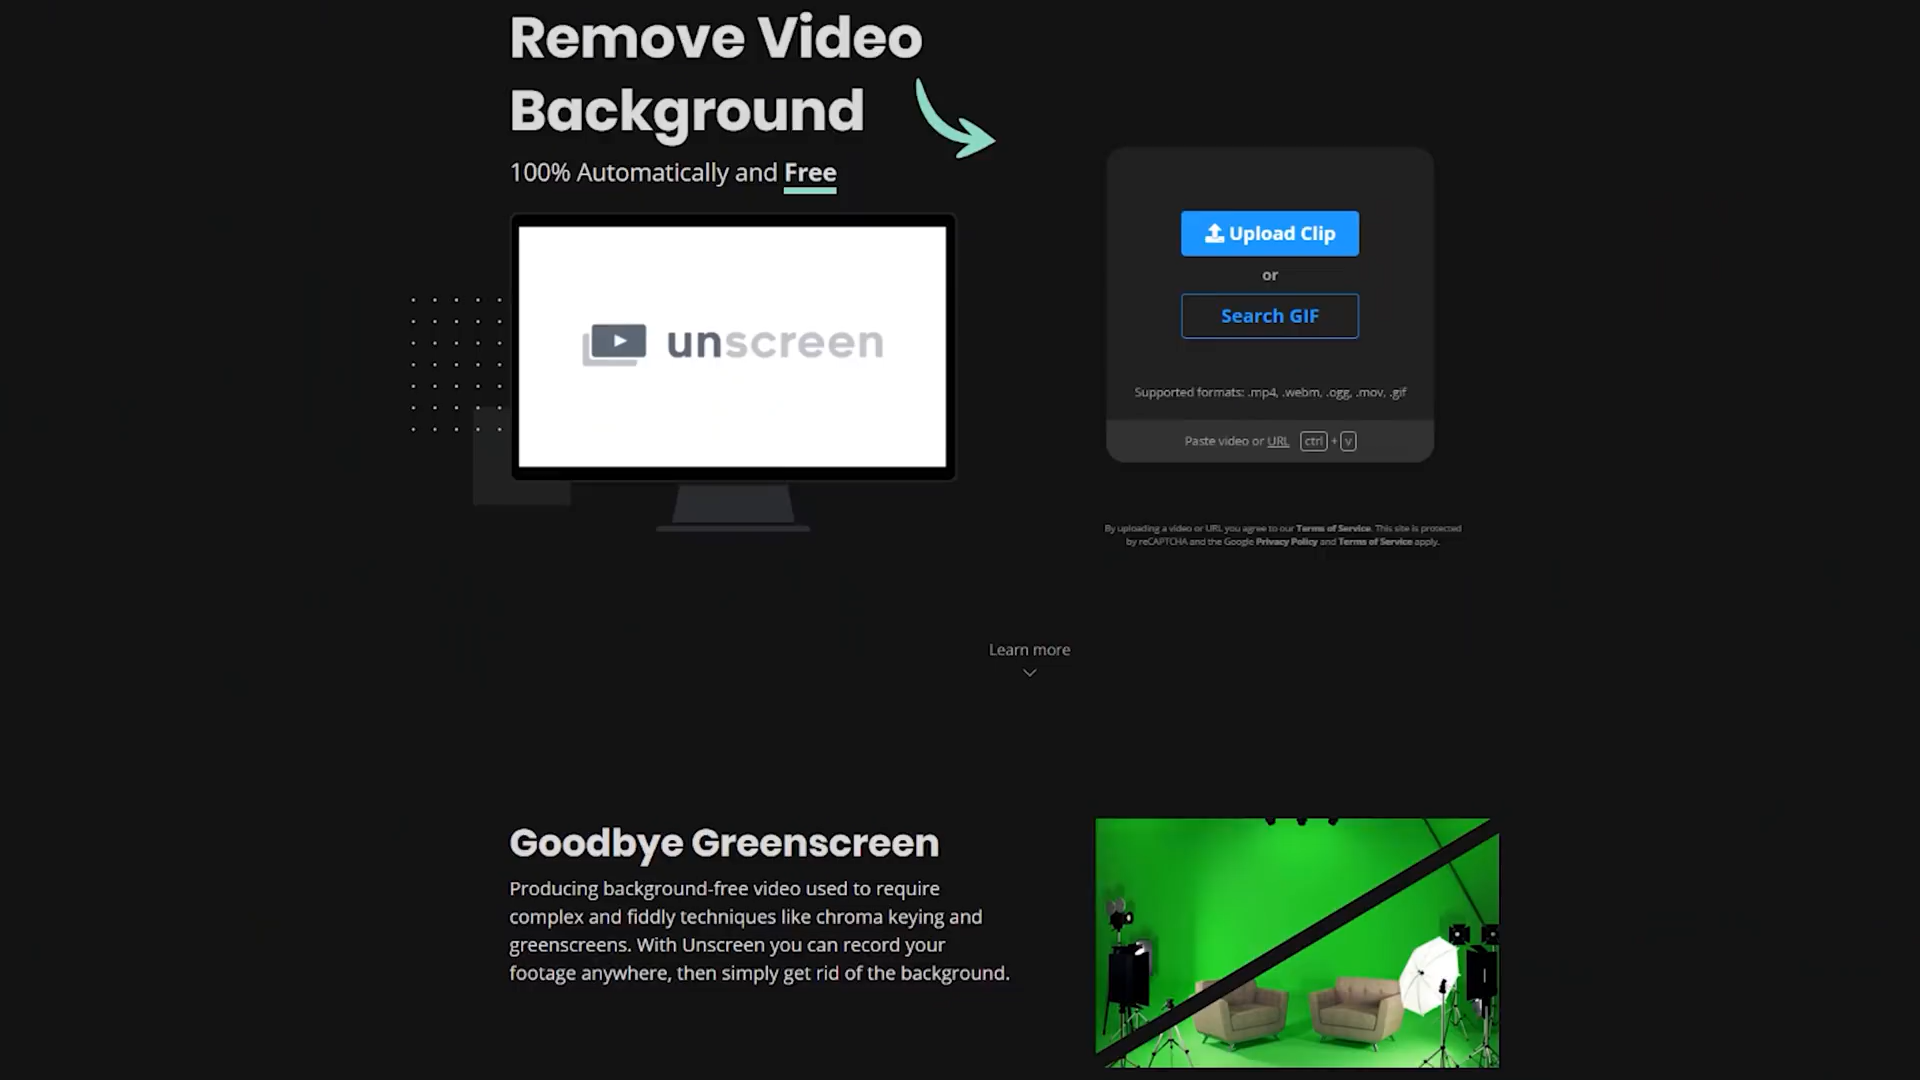 Remove Video
Background
100% Automatically and Free
unscreen
Upload Clip
or
Search GIF
Supported formats: .mp4, .webm, .ogg, .mov, .gif
Paste video or URL ctrl + v
By uploading a video or URL you agree to our Terms of Service. This site is protected
by reCAPTCHA and the Google Privacy Policy and Terms of Service apply.
Learn more
Goodbye Greenscreen
Producing background-free video used to require
complex and fiddly techniques like chroma keying and
greenscreens. With Unscreen you can record your
footage anywhere, then simply get rid of the background.